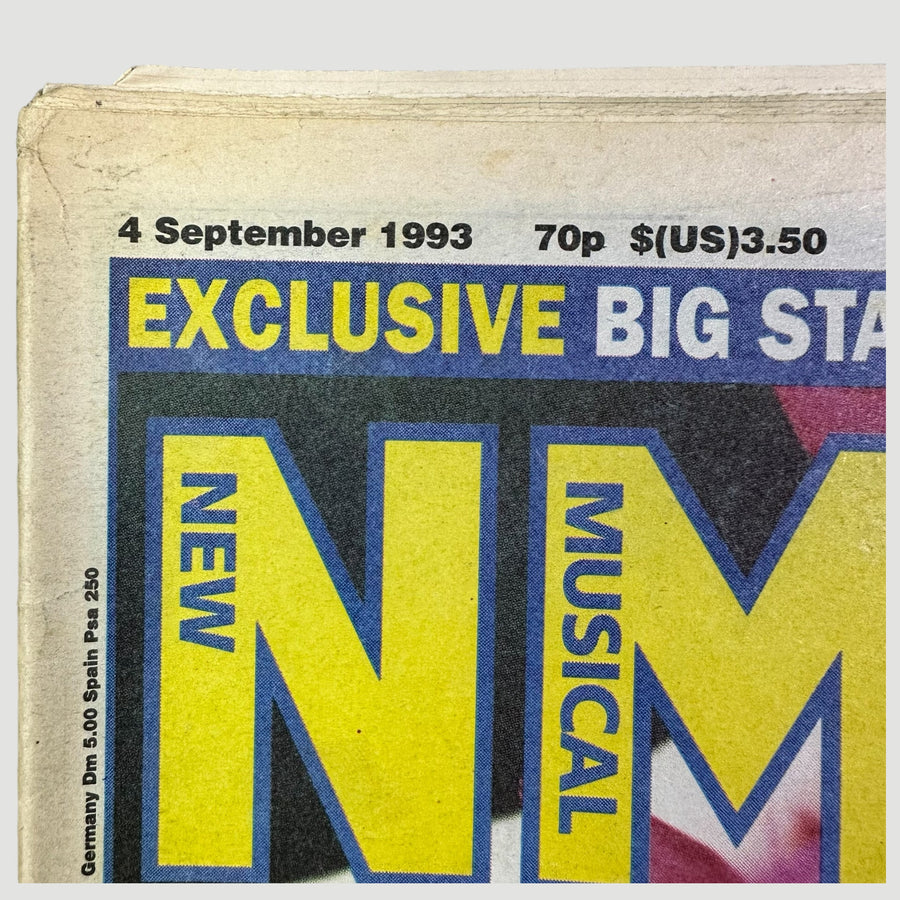 4 September 1993 70p $(US)3.50
EXCLUSIVE BIG STA
NM
NEW
MUSICAL
Germany Dm 5.00 Spain Psa 250